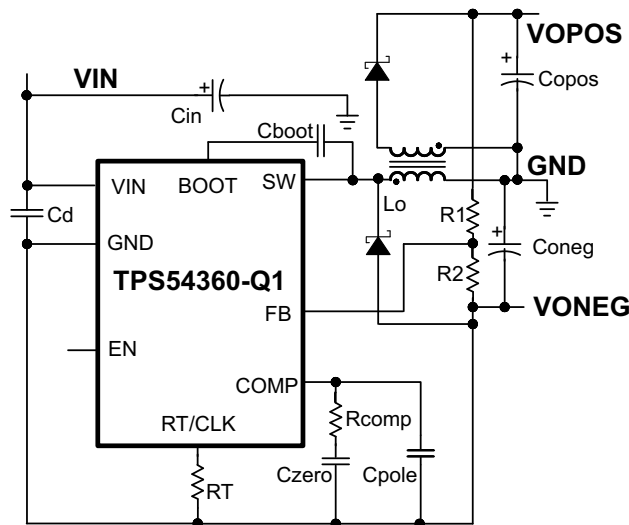 VOPOS
VIN
Copos
Cin
Cboot
GND
VIN
BOOT
SW
Cd
Lo
R1
GND
Coneg
TPS54360-Q1
R2
FB
VONEG
EN
COMP
RT/CLK
Rcomp
RT
Czero
Cpole